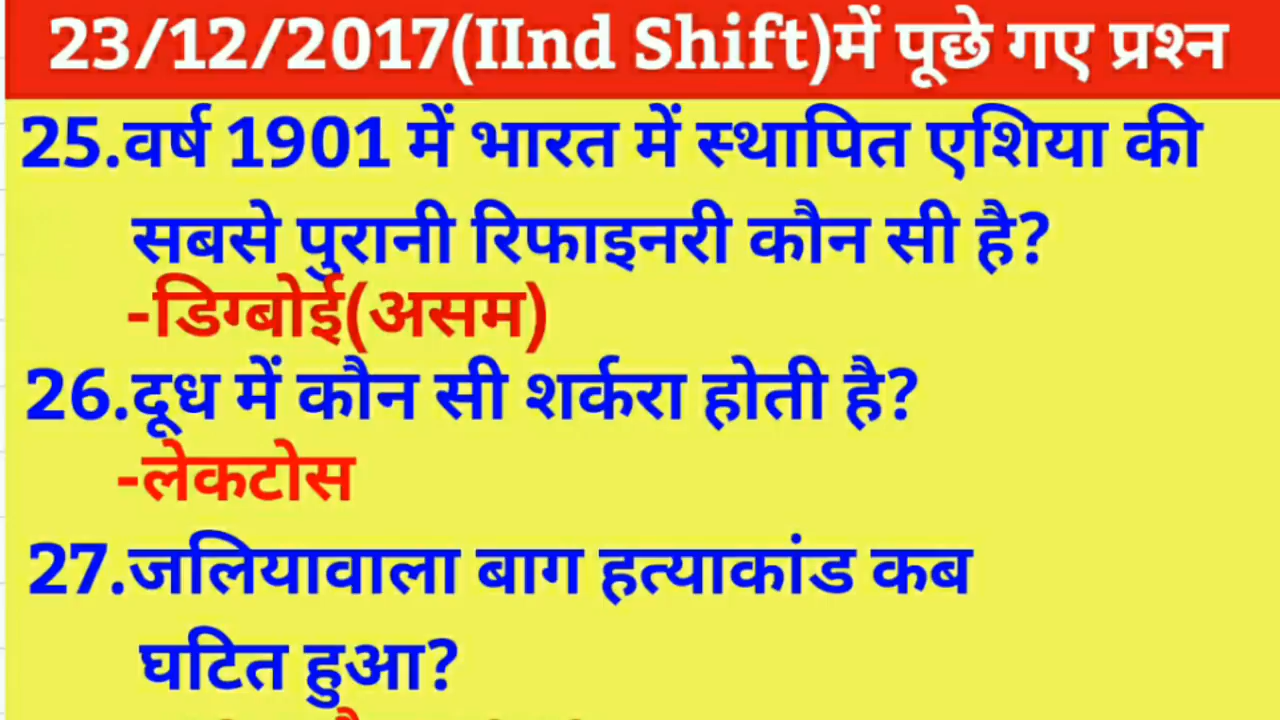 23/12/2017(IInd Shift)में पूछे गए प्रश्न
25.वर्ष 1901 में भारत में स्थापित एशिया की
सबसे पुरानी रिफाइनरी कौन सी है?
-डिग्बोई(असम)
26.दूध में कौन सी शर्करा होती है?
-लेकटोस
27.जलियावाला बाग हत्याकांड कब
घटित हुआ?